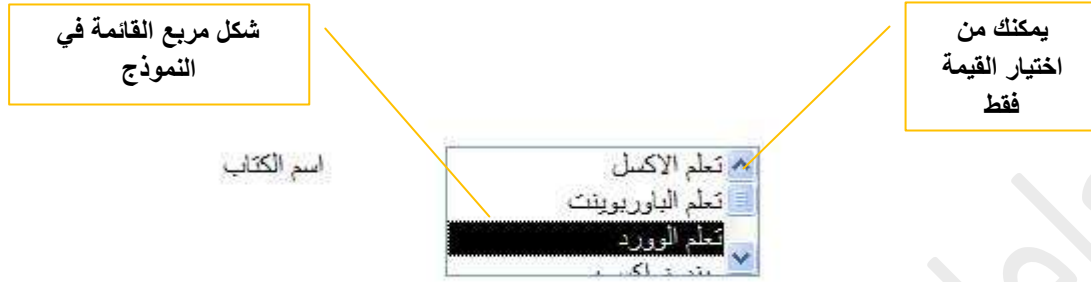 يمكنك من
اختيار القيمة
فقط
شكل مربع القائمة في
النموذج
اسم الكتاب
تعلم الاكسل
تعلم الباوربوينت
تعلم الوورد